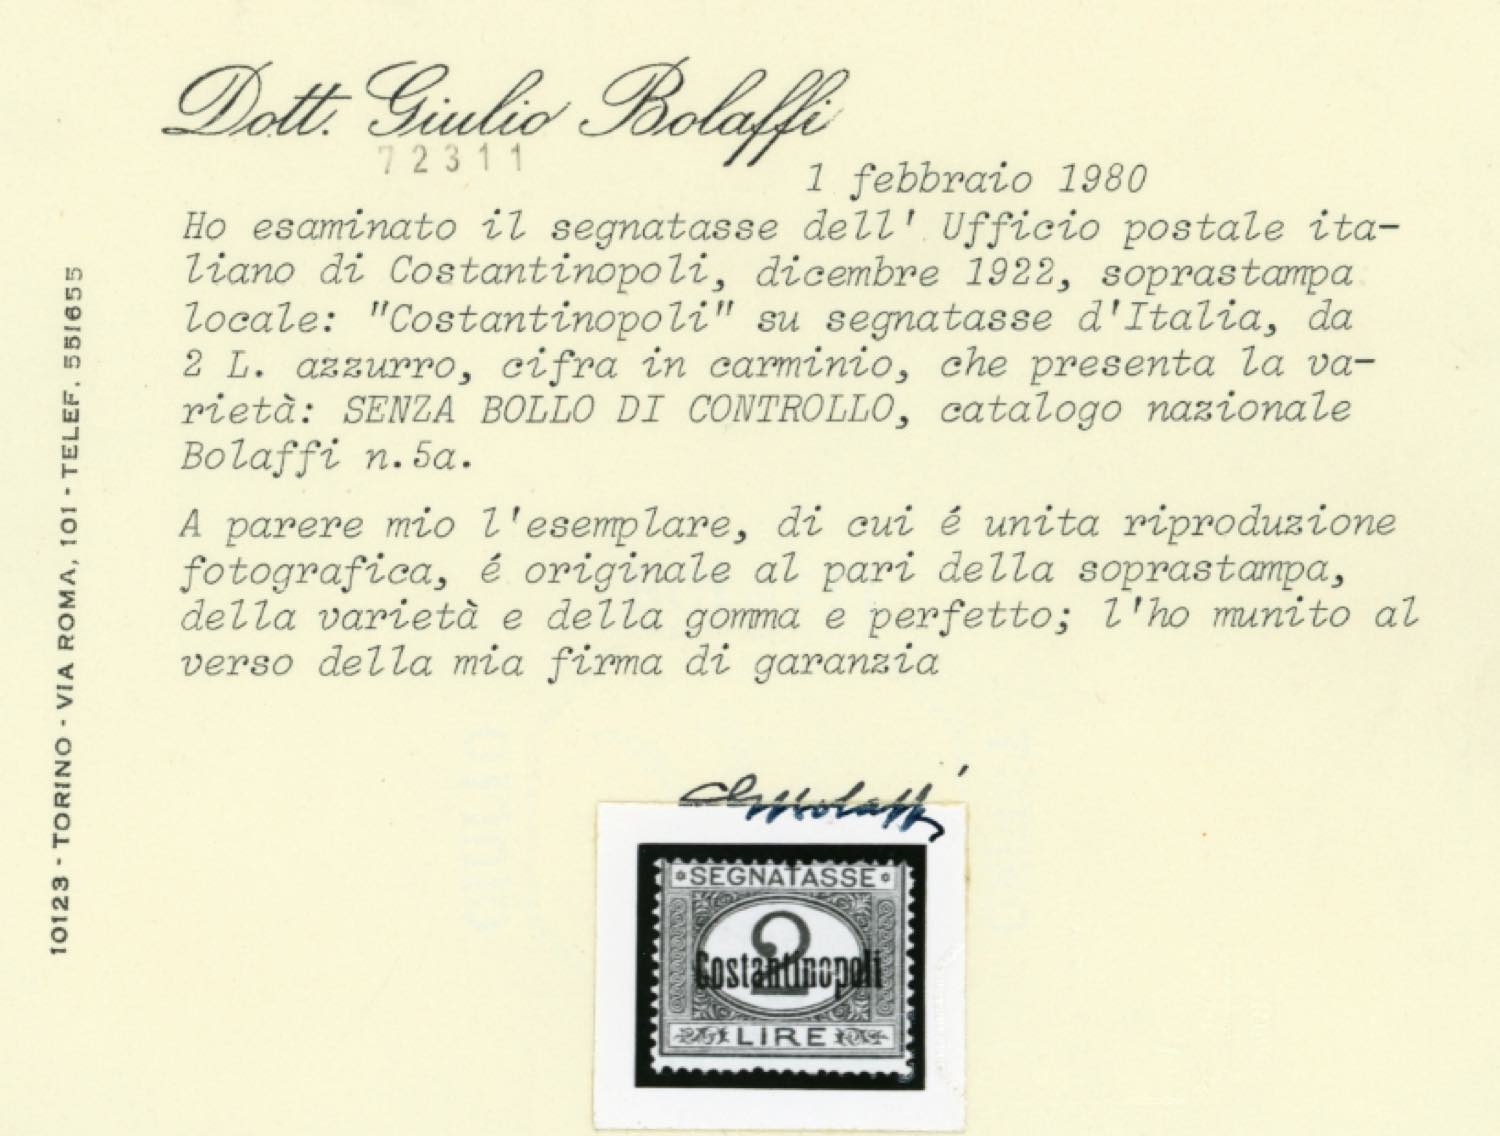 Dott. Giulio Bolaffi
72311
1 febbraio 1980
Ho esaminato il segnatasse dell' Ufficio postale ita-
liano di Costantinopoli, dicembre 1922, soprastampa
locale: "Costantinopoli" su segnatasse d'Italia, da
2 L. azzurro, cifra in carminio, che presenta la va-
rietà: SENZA BOLLO DI CONTROLLO, catalogo nazionale
Bolaffi n.5a.
A parere mio l'esemplare, di cui é unita riproduzione
fotografica, é originale al pari della soprastampa,
della varietà e della gomma e perfetto; l'ho munito al
verso della mia firma di garanzia
10123 - TORINO - VIA ROMA, 101 - TELEF. 551655
GBolaffi
SEGNATASSE
2
Costantinopoli
LIRE